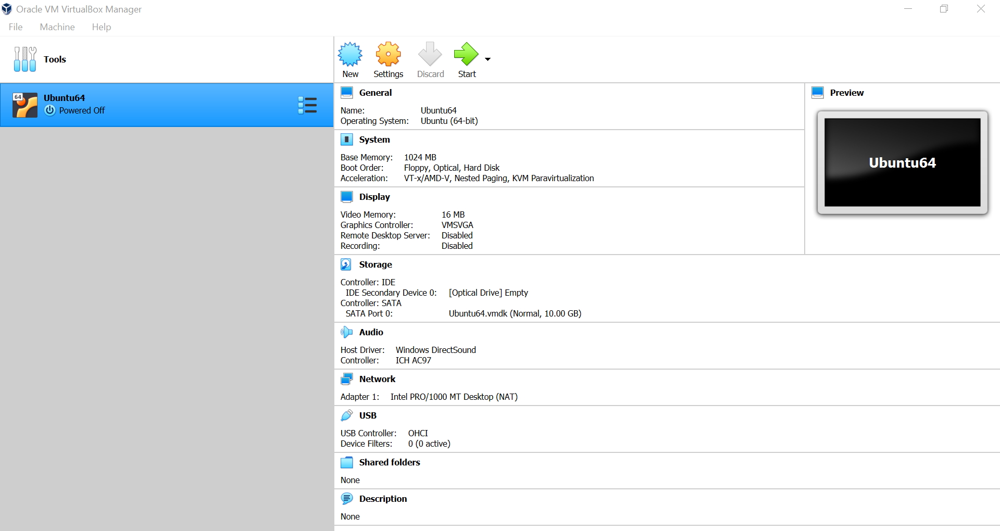 Oracle VM VirtualBox Manager
File Machine Help
Tools
New Settings Discard Start
64
Ubuntu64
Powered Off
General
Name: Ubuntu64
Operating System: Ubuntu (64-bit)
System
Base Memory: 1024 MB
Boot Order: Floppy, Optical, Hard Disk
Acceleration: VT-x/AMD-V, Nested Paging, KVM Paravirtualization
Display
Video Memory: 16 MB
Graphics Controller: VMSVGA
Remote Desktop Server: Disabled
Recording: Disabled
Preview
Ubuntu64
Storage
Controller: IDE
IDE Secondary Device 0: [Optical Drive] Empty
Controller: SATA
SATA Port 0: Ubuntu64.vmdk (Normal, 10.00 GB)
Audio
Host Driver: Windows DirectSound
Controller: ICH AC97
Network
Adapter 1: Intel PRO/1000 MT Desktop (NAT)
USB
USB Controller: OHCI
Device Filters: 0 (0 active)
Shared folders
None
Description
None